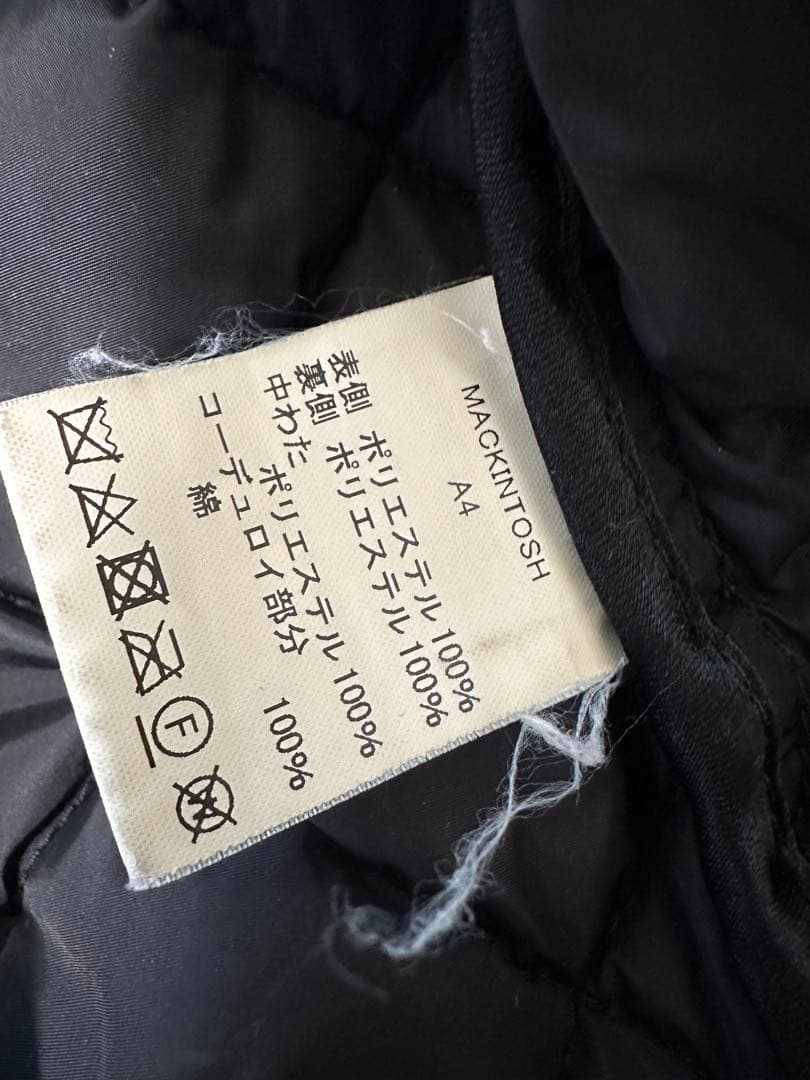 MACKINTOSH
A4
表側 ポリエステル 100%
裏側 ポリエステル 100%
中わた ポリエステル 100%
コーデュロイ部分
綿 100%
F
W